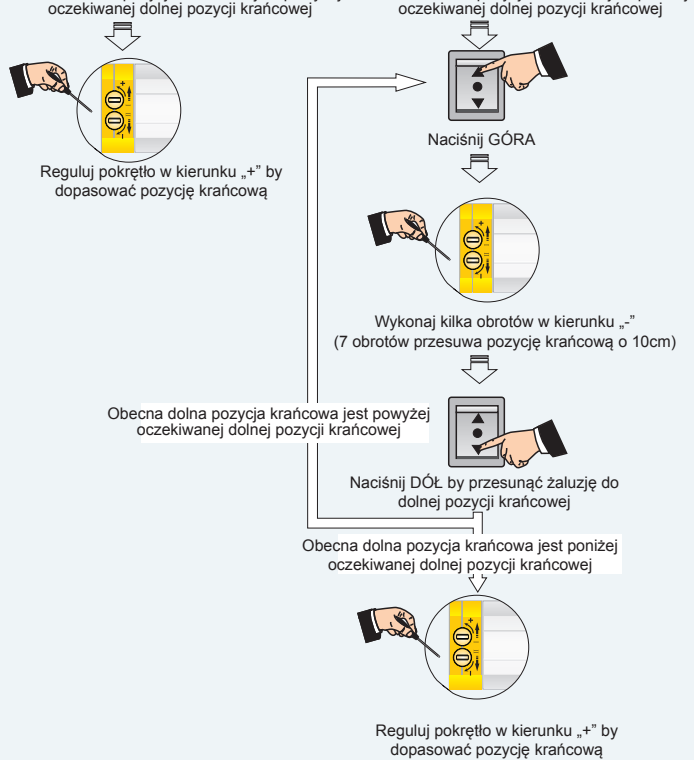 oczekiwanej dolnej pozycji krańcowej
oczekiwanej dolnej pozycji krańcowej
Reguluj pokrętło w kierunku „+” by
dopasować pozycję krańcową
Naciśnij GÓRA
Wykonaj kilka obrotów w kierunku „-”
(7 obrotów przesuwa pozycję krańcową o 10cm)
Obecna dolna pozycja krańcowa jest powyżej
oczekiwanej dolnej pozycji krańcowej
Naciśnij DÓŁ by przesunąć żaluzję do
dolnej pozycji krańcowej
Obecna dolna pozycja krańcowa jest poniżej
oczekiwanej dolnej pozycji krańcowej
Reguluj pokrętło w kierunku „+” by
dopasować pozycję krańcową